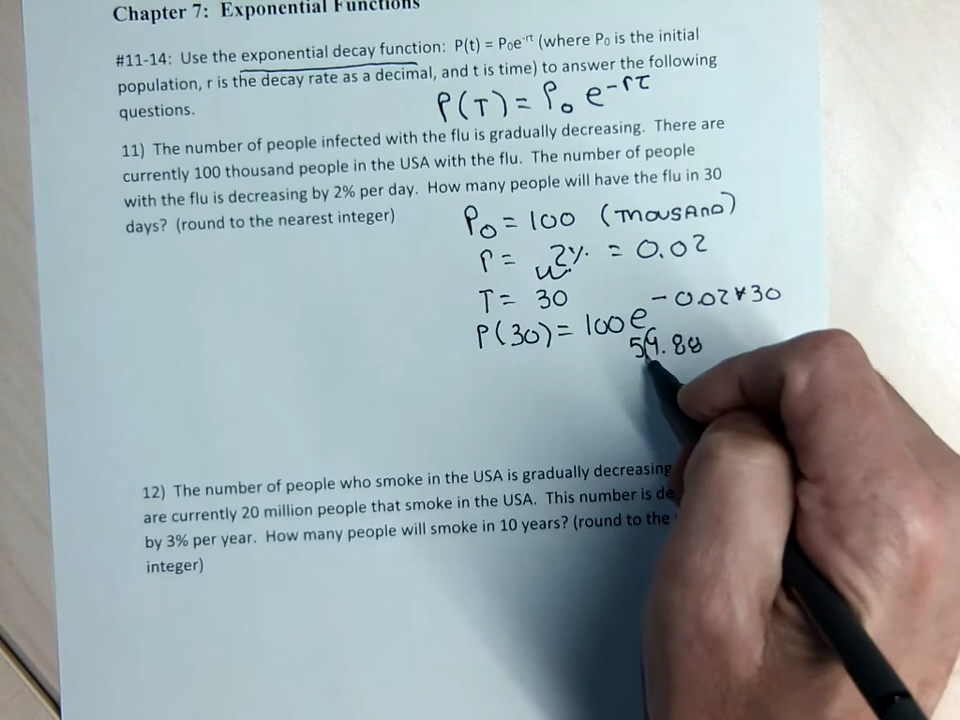 Chapter 7: Exponential Functions
#11-14: Use the exponential decay function: P(t) = P₀e⁻ʳᵗ (where P₀ is the initial
population, r is the decay rate as a decimal, and t is time) to answer the following
questions.
P(T) = P₀ e^-rt
11) The number of people infected with the flu is gradually decreasing. There are
currently 100 thousand people in the USA with the flu. The number of people
with the flu is decreasing by 2% per day. How many people will have the flu in 30
days? (round to the nearest integer)
P₀ = 100 (THOUSAND)
r = 2% = 0.02
T = 30
P(30) = 100e^-0.02*30
59.88
12) The number of people who smoke in the USA is gradually decreasing
are currently 20 million people that smoke in the USA. This number is de
by 3% per year. How many people will smoke in 10 years? (round to the
integer)